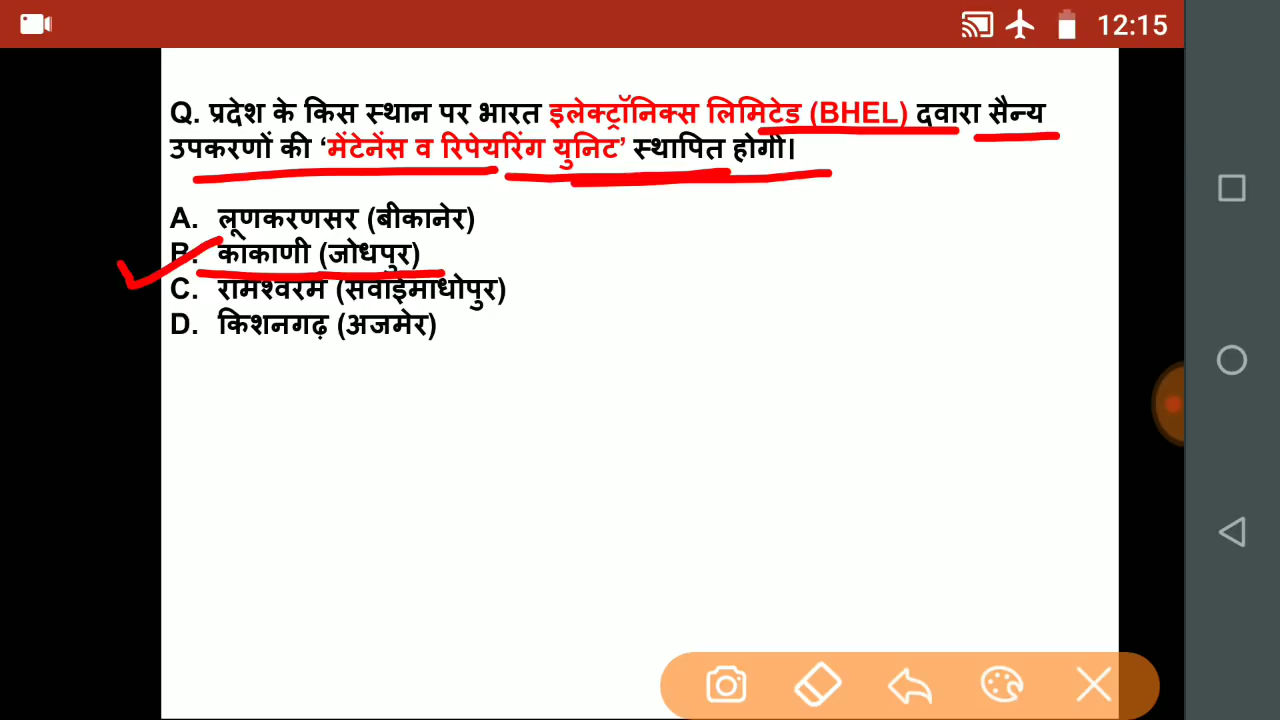 12:15
Q. प्रदेश के किस स्थान पर भारत इलेक्ट्रॉनिक्स लिमिटेड (BHEL) दवारा सैन्य
उपकरणों की ‘मेंटेनेंस व रिपेयरिंग युनिट’ स्थापित होगी।
A. लूणकरणसर (बीकानेर)
B. काकाणी (जोधपुर)
C. रामेश्वरम (सवाईमाधोपुर)
D. किशनगढ़ (अजमेर)